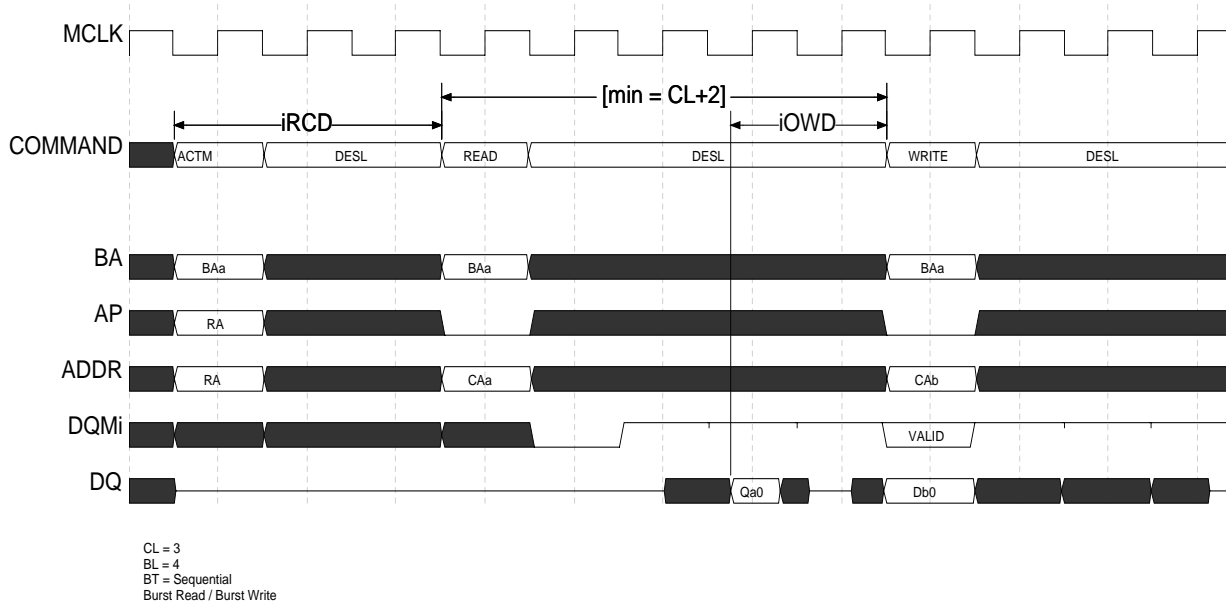 MCLK
[min = CL+2]
iRCD iOWD
COMMAND ACTM DESL READ DESL WRITE DESL
BA BAa BAa BAa
AP RA
ADDR RA CAa CAb
DQMi VALID
DQ Qa0 Db0
CL = 3
BL = 4
BT = Sequential
Burst Read / Burst Write